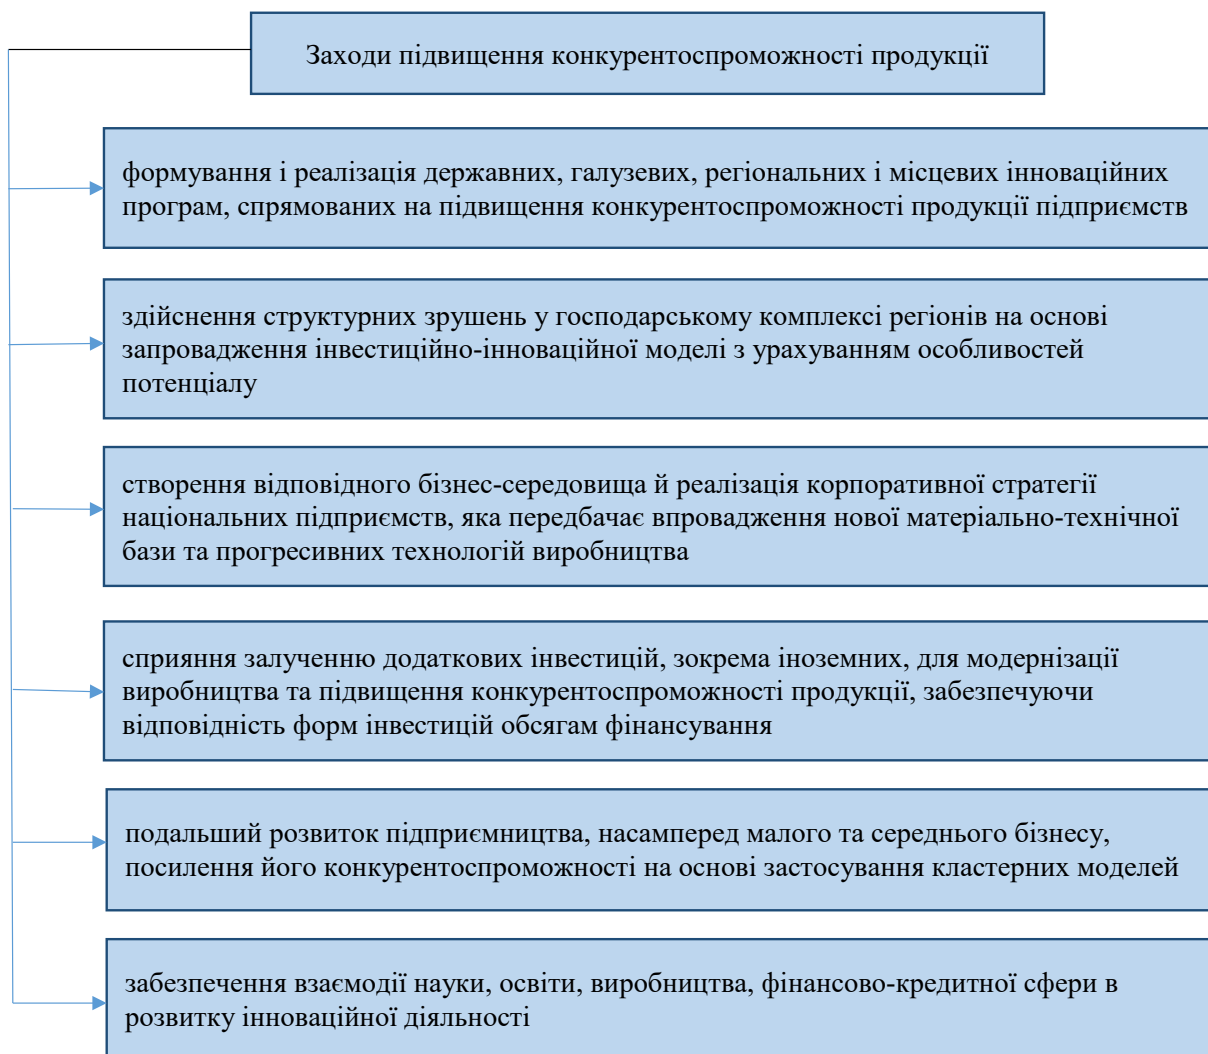 Заходи підвищення конкурентоспроможності продукції
формування і реалізація державних, галузевих, регіональних і місцевих інноваційних
програм, спрямованих на підвищення конкурентоспроможності продукції підприємств
здійснення структурних зрушень у господарському комплексі регіонів на основі
запровадження інвестиційно-інноваційної моделі з урахуванням особливостей
потенціалу
створення відповідного бізнес-середовища й реалізація корпоративної стратегії
національних підприємств, яка передбачає впровадження нової матеріально-технічної
бази та прогресивних технологій виробництва
сприяння залученню додаткових інвестицій, зокрема іноземних, для модернізації
виробництва та підвищення конкурентоспроможності продукції, забезпечуючи
відповідність форм інвестицій обсягам фінансування
подальший розвиток підприємництва, насамперед малого та середнього бізнесу,
посилення його конкурентоспроможності на основі застосування кластерних моделей
забезпечення взаємодії науки, освіти, виробництва, фінансово-кредитної сфери в
розвитку інноваційної діяльності